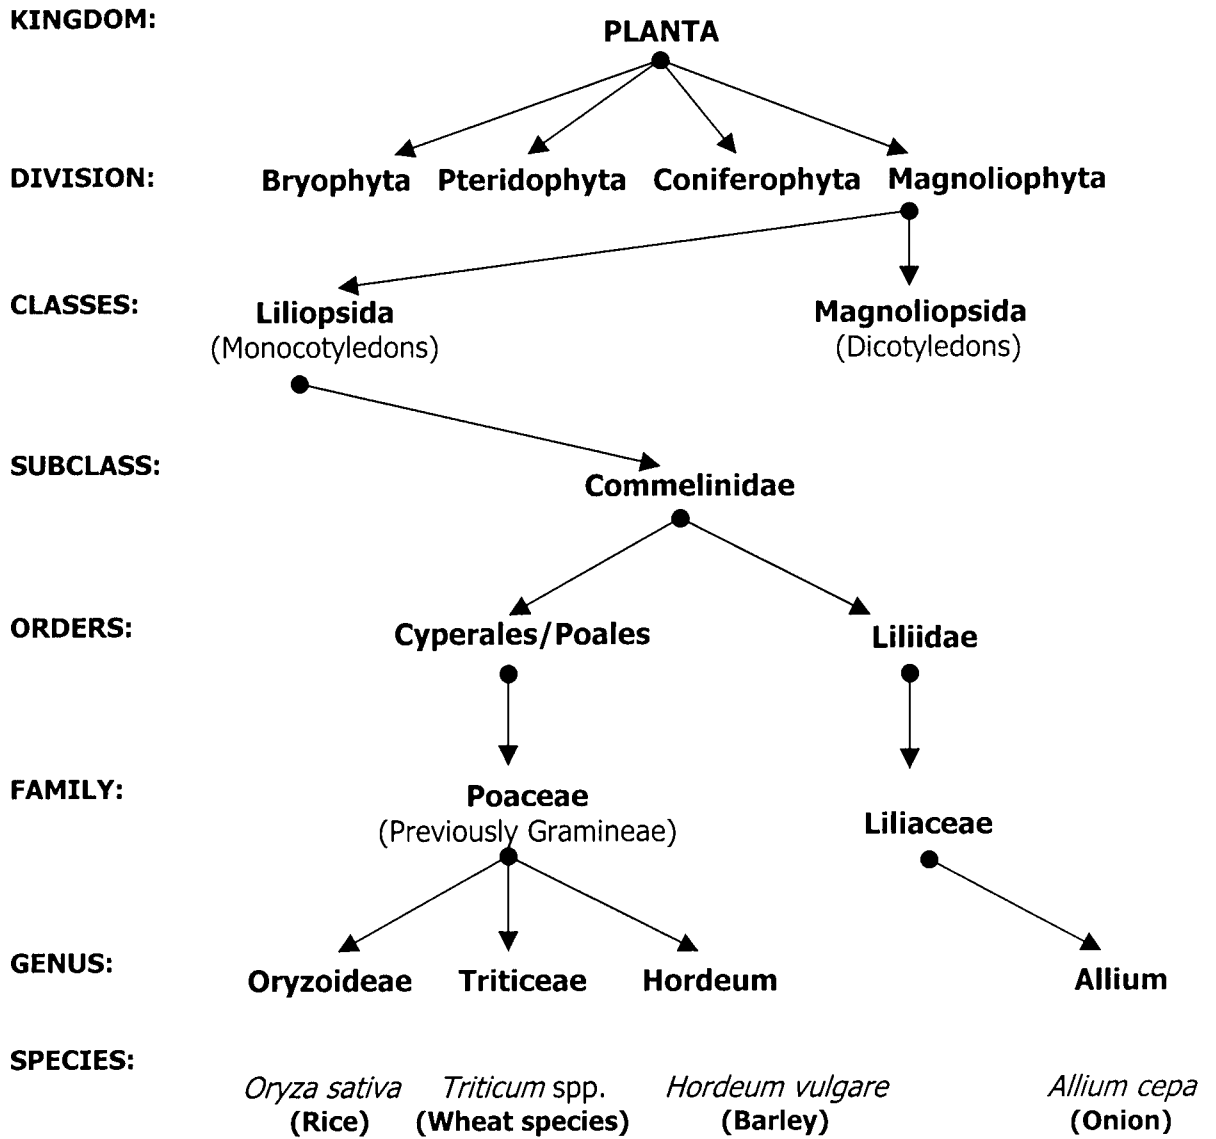 KINGDOM:
PLANTA
DIVISION:
Bryophyta Pteridophyta Coniferophyta Magnoliophyta
CLASSES:
Liliopsida
(Monocotyledons)
Magnoliopsida
(Dicotyledons)
SUBCLASS:
Commelinidae
ORDERS:
Cyperales/Poales Liliidae
FAMILY:
Poaceae
(Previously Gramineae)
Liliaceae
GENUS:
Oryzoideae Triticeae Hordeum Allium
SPECIES:
Oryza sativa Triticum spp. Hordeum vulgare Allium cepa
(Rice) (Wheat species) (Barley) (Onion)